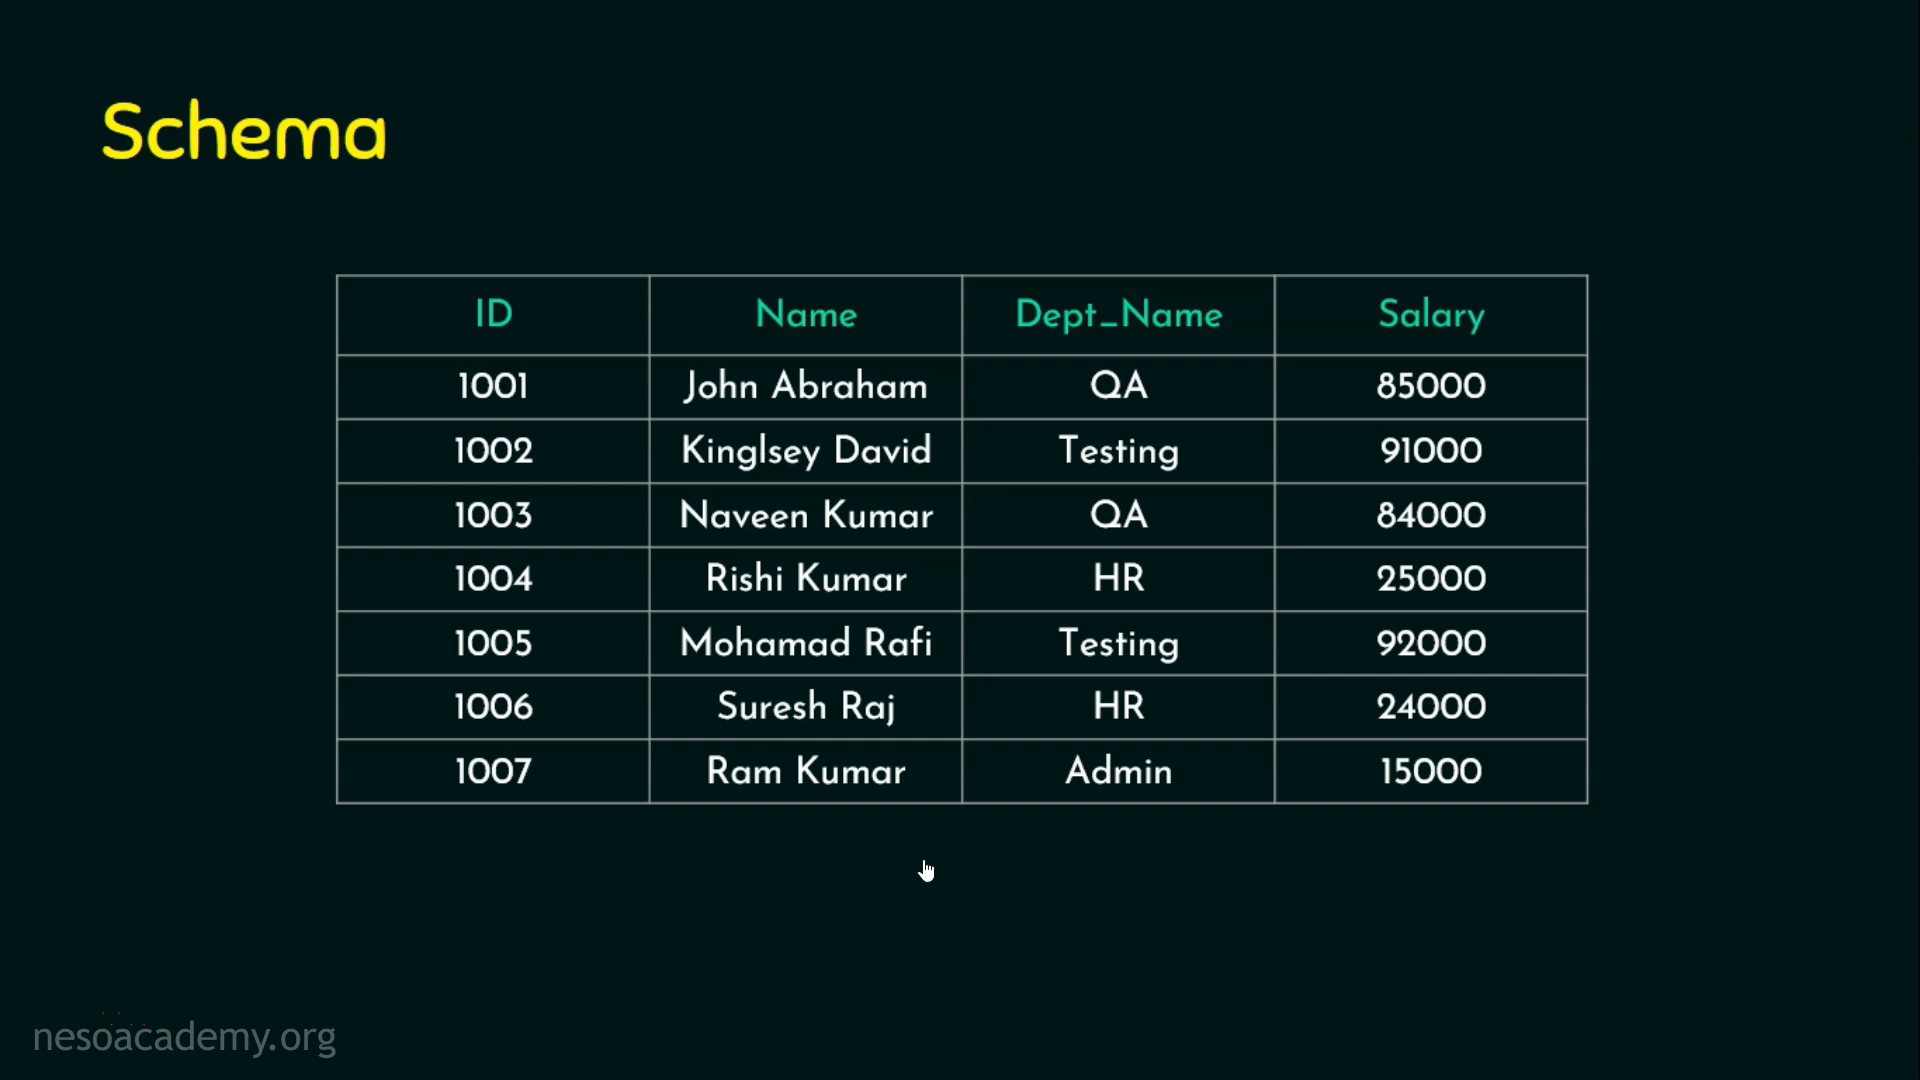 Schema
ID Name Dept_Name Salary
1001 John Abraham QA 85000
1002 Kinglsey David Testing 91000
1003 Naveen Kumar QA 84000
1004 Rishi Kumar HR 25000
1005 Mohamad Rafi Testing 92000
1006 Suresh Raj HR 24000
1007 Ram Kumar Admin 15000
nesoacademy.org